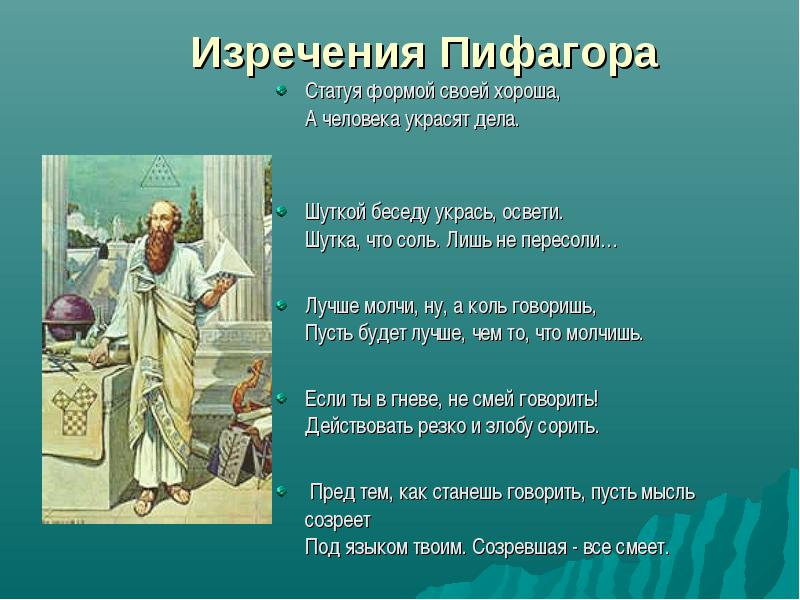 Изречения Пифагора
Статуя формой своей хороша,
А человека украсят дела.
Шуткой беседу укрась, освети.
Шутка, что соль. Лишь не пересоли…
Лучше молчи, ну, а коль говоришь,
Пусть будет лучше, чем то, что молчишь.
Если ты в гневе, не смей говорить!
Действовать резко и злобу сорить.
Пред тем, как станешь говорить, пусть мысль
созреет
Под языком твоим. Созревшая - все смеет.